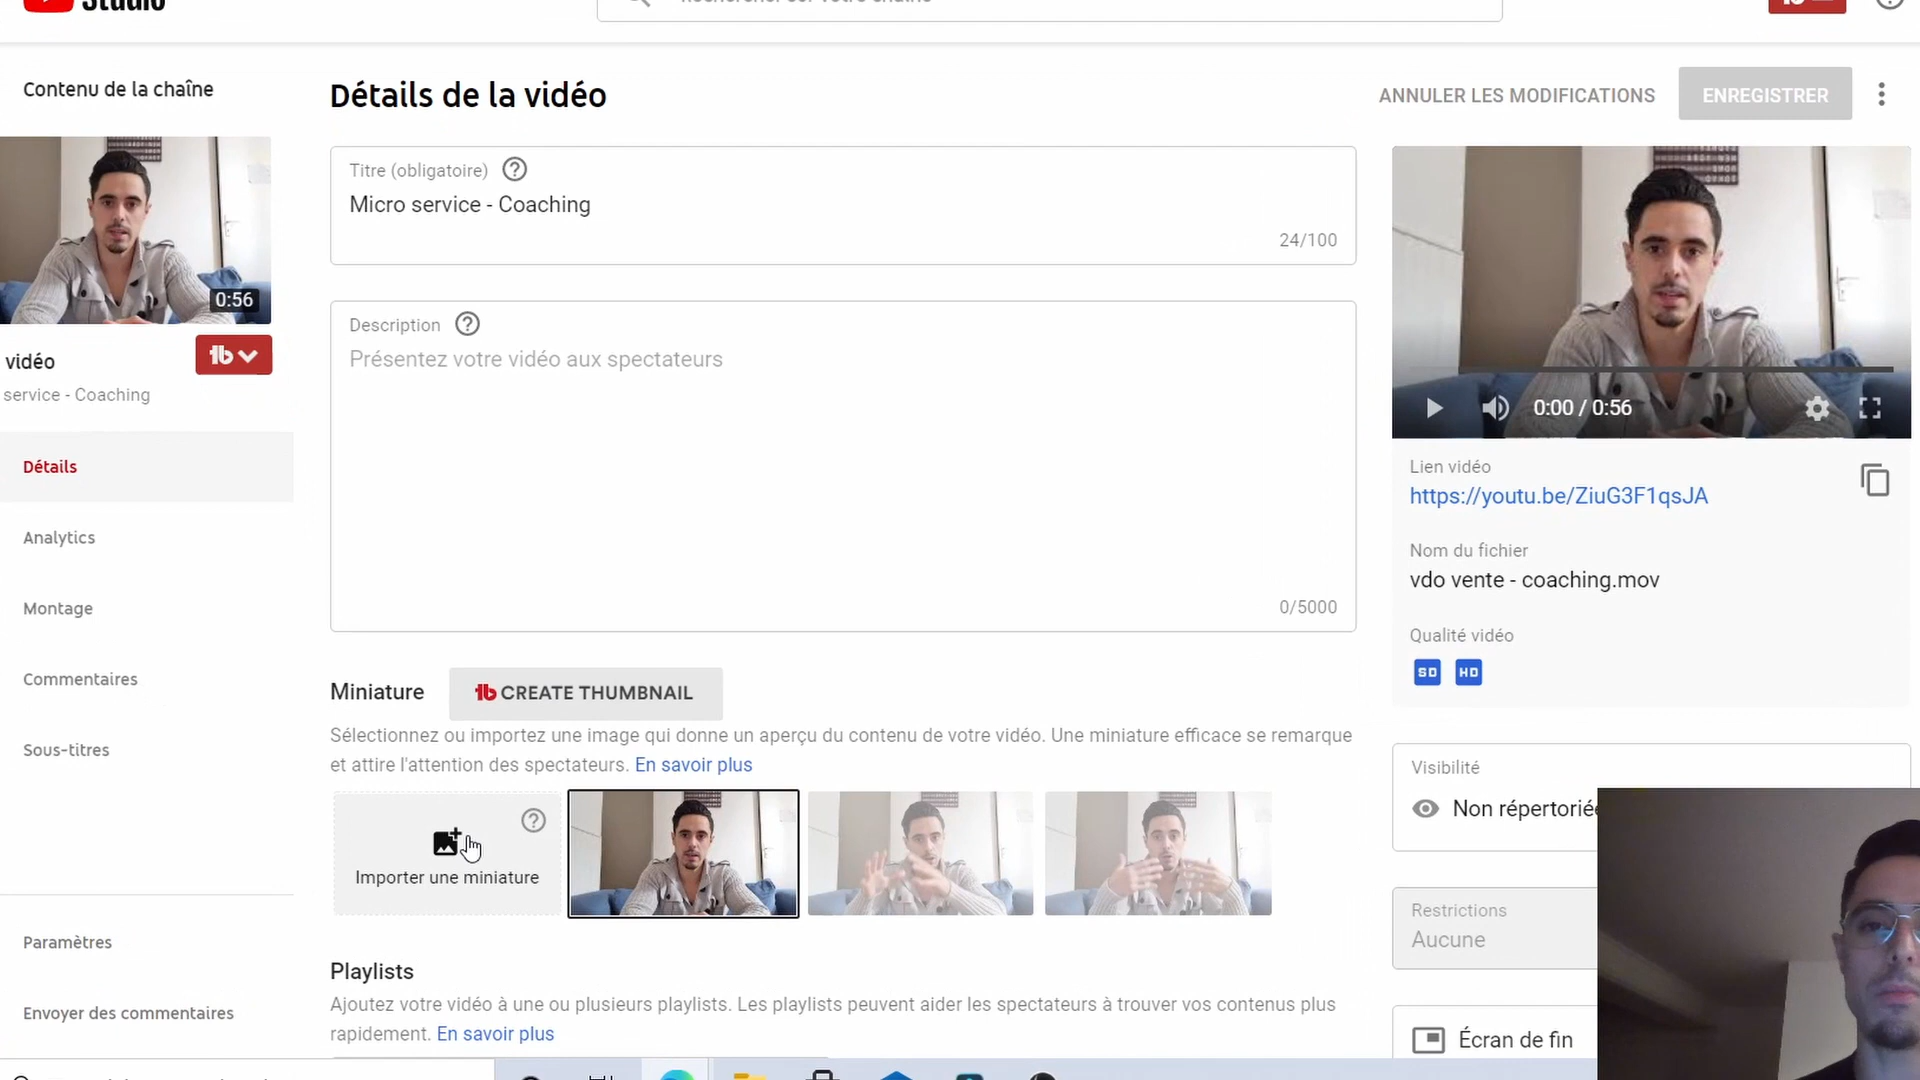 Studio
Contenu de la chaîne
Détails de la vidéo
ANNULER LES MODIFICATIONS
ENREGISTRER
Titre (obligatoire)
Micro service - Coaching
24/100
0:56
vidéo
service - Coaching
Description
Présentez votre vidéo aux spectateurs
0/5000
0:00 / 0:56
Lien vidéo
https://youtu.be/ZiuG3F1qsJA
Nom du fichier
vdo vente - coaching.mov
Qualité vidéo
SD HD
Détails
Analytics
Montage
Commentaires
Sous-titres
Paramètres
Envoyer des commentaires
Miniature
tb CREATE THUMBNAIL
Sélectionnez ou importez une image qui donne un aperçu du contenu de votre vidéo. Une miniature efficace se remarque
et attire l'attention des spectateurs. En savoir plus
Importer une miniature
Playlists
Ajoutez votre vidéo à une ou plusieurs playlists. Les playlists peuvent aider les spectateurs à trouver vos contenus plus
rapidement. En savoir plus
Visibilité
Non répertoriée
Restrictions
Aucune
Écran de fin